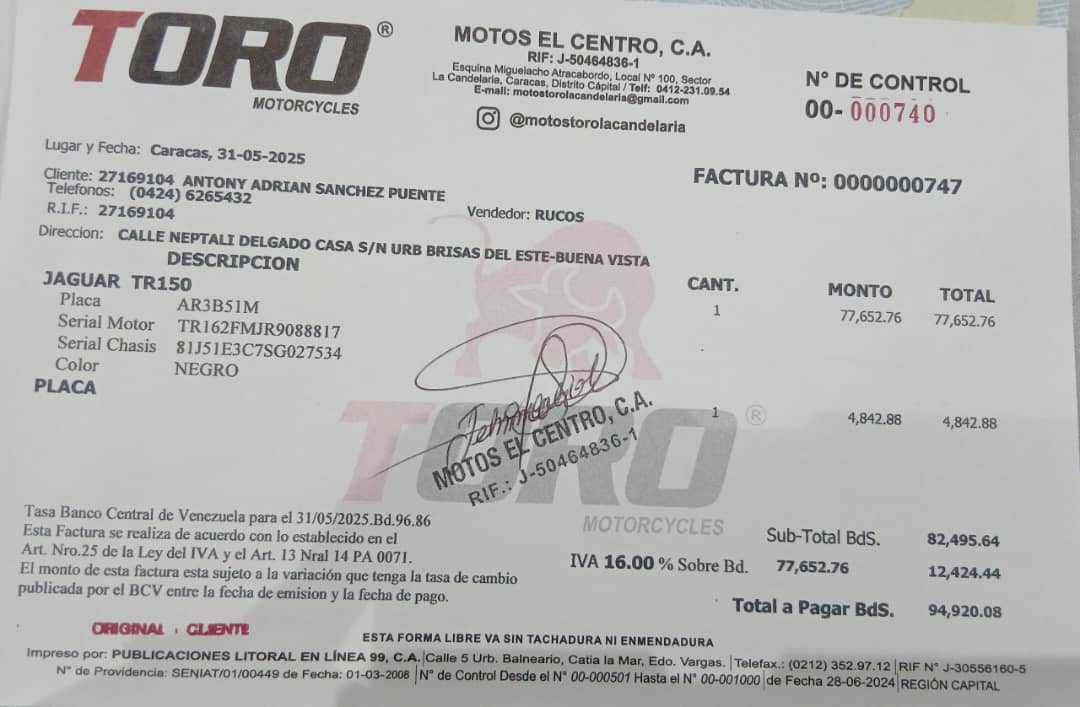 TORO®
MOTORCYCLES
MOTOS EL CENTRO, C.A.
RIF: J-50464836-1
Esquina Miguelacho Atracabordo, Local Nº 100, Sector
La Candelaria, Caracas, Distrito Cápital / Telf: 0412-231.09.54
E-mail: motostorolacandelaria@gmail.com
@motostorolacandelaria
N° DE CONTROL
00- 000740
Lugar y Fecha: Caracas, 31-05-2025
FACTURA Nº: 0000000747
Cliente: 27169104 ANTONY ADRIAN SANCHEZ PUENTE
Telefonos: (0424) 6265432
R.I.F.: 27169104
Vendedor: RUCOS
Direccion: CALLE NEPTALI DELGADO CASA S/N URB BRISAS DEL ESTE-BUENA VISTA
DESCRIPCION CANT. MONTO TOTAL
JAGUAR TR150 1 77,652.76 77,652.76
Placa AR3B51M
Serial Motor TR162FMJR9088817
Serial Chasis 81J51E3C7SG027534
Color NEGRO
PLACA 1 4,842.88 4,842.88
MOTOS EL CENTRO, C.A.
RIF.: J-50464836-1
TORO®
MOTORCYCLES
Tasa Banco Central de Venezuela para el 31/05/2025.Bd.96.86
Esta Factura se realiza de acuerdo con lo establecido en el
Art. Nro.25 de la Ley del IVA y el Art. 13 Nral 14 PA 0071.
El monto de esta factura esta sujeto a la variación que tenga la tasa de cambio
publicada por el BCV entre la fecha de emision y la fecha de pago.
Sub-Total BdS. 82,495.64
IVA 16.00 % Sobre Bd. 77,652.76 12,424.44
Total a Pagar BdS. 94,920.08
ORIGINAL : CLIENTE
ESTA FORMA LIBRE VA SIN TACHADURA NI ENMENDADURA
Impreso por: PUBLICACIONES LITORAL EN LÍNEA 99, C.A. Calle 5 Urb. Balneario, Catia la Mar, Edo. Vargas. Telefax.: (0212) 352.97.12 RIF N° J-30556160-5
N° de Providencia: SENIAT/01/00449 de Fecha: 01-03-2008 N° de Control Desde el N° 00-000501 Hasta el N° 00-001000 de Fecha 28-06-2024 REGIÓN CAPITAL